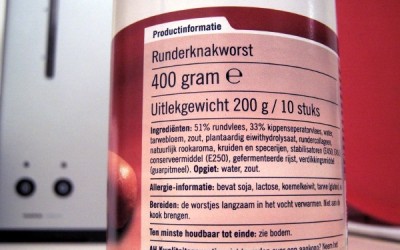 Productinformatie
Runderknakworst
400 gram ℮
Uitlekgewicht 200 g / 10 stuks
Ingrediënten: 51% rundvlees, 33% kippenseparatorvlees, water,
tarwebloem, zout, plantaardig eiwithydrolysaat, rundercollageen,
natuurlijk rookaroma, kruiden en specerijen, stabilisatoren
conserveermiddel (E250), gefermenteerde rijst, verdikkingsmiddel
(guarpitmeel). Opgiet: water, zout.
Allergie-informatie: bevat soja, lactose, koemelkeiwit, tarwe
Bereiden: de worstjes langzaam in het vocht verwarmen. Niet aan de
kook brengen.
Ten minste houdbaar tot einde: zie bodem.